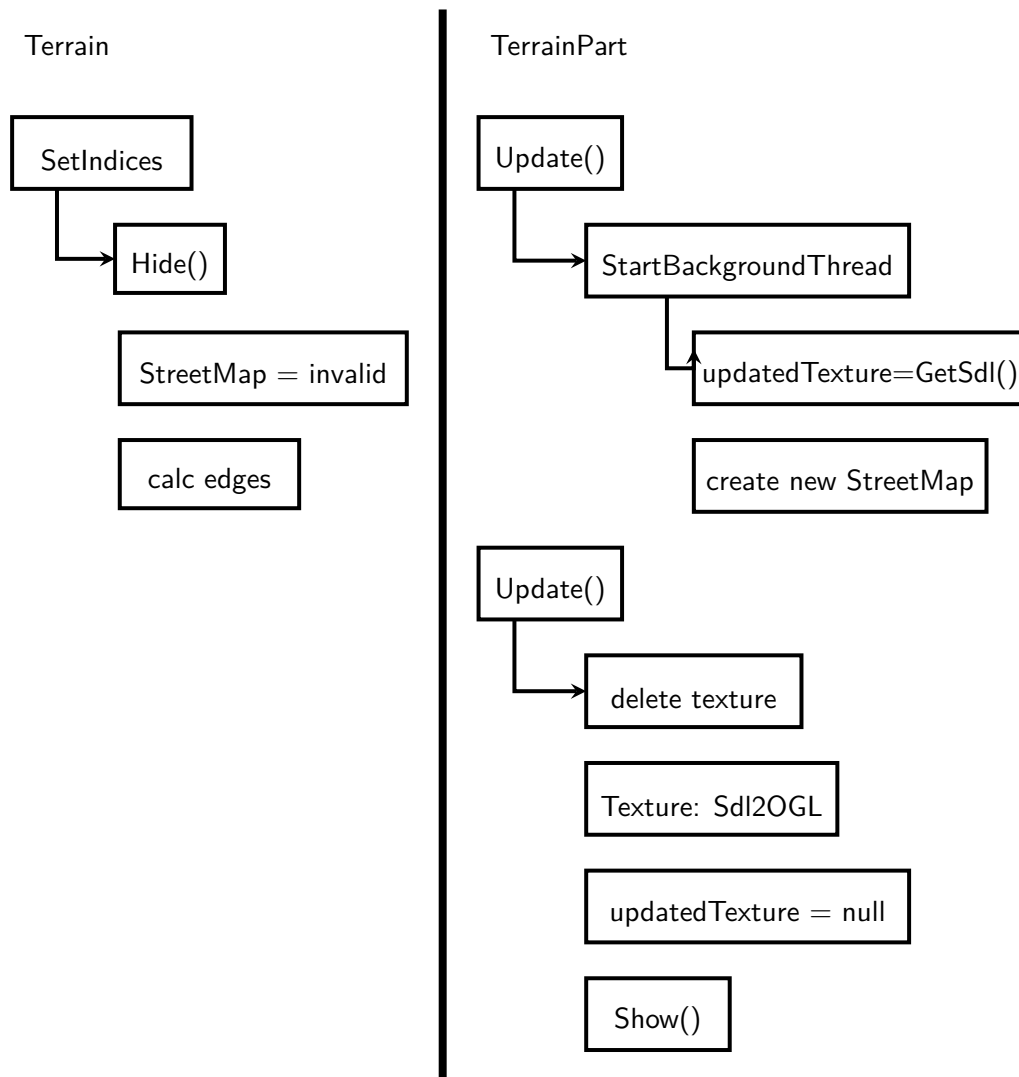 Terrain
SetIndices
Hide()
StreetMap = invalid
calc edges
TerrainPart
Update()
StartBackgroundThread
updatedTexture=GetSdl()
create new StreetMap
Update()
delete texture
Texture: Sdl2OGL
updatedTexture = null
Show()